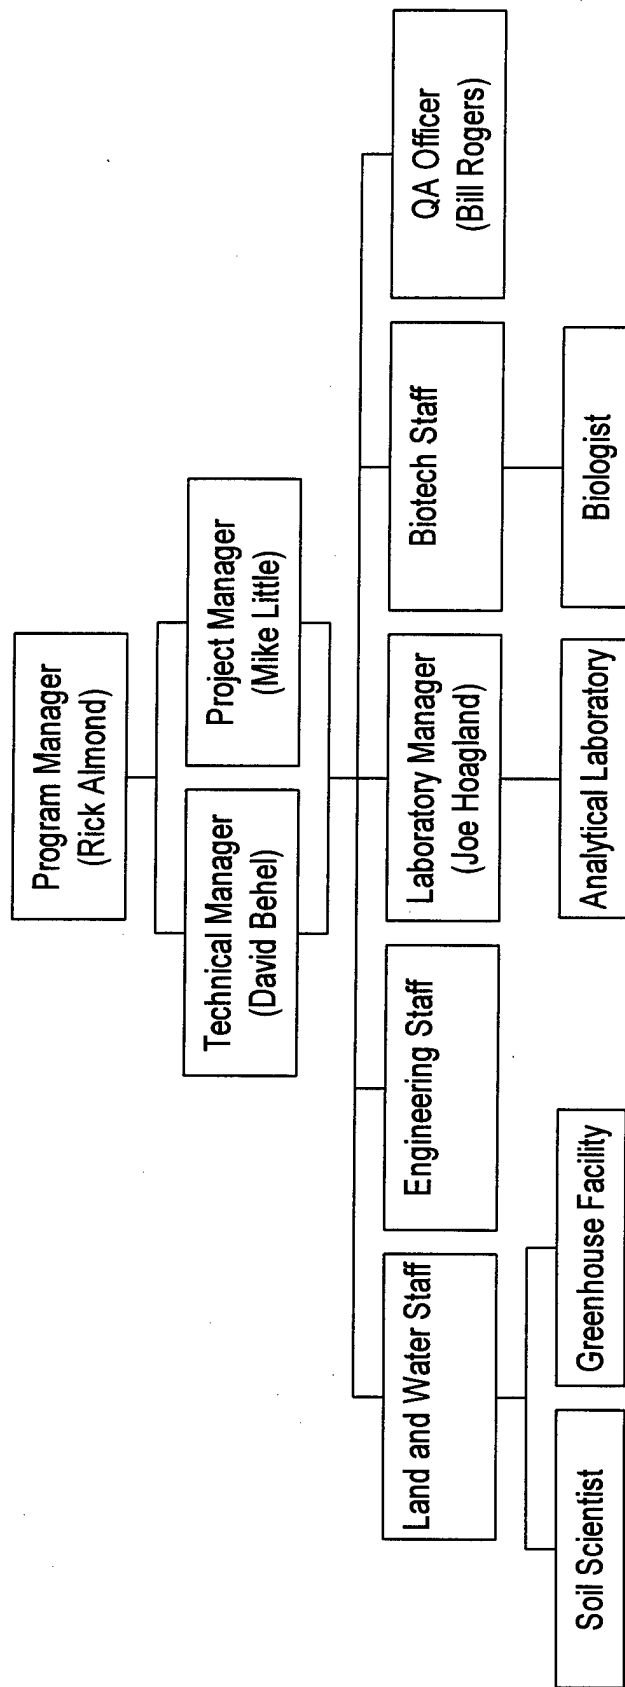 Program Manager
(Rick Almond)
Technical Manager
(David Behel)
Project Manager
(Mike Little)
Land and Water Staff
Engineering Staff
Laboratory Manager
(Joe Hoagland)
Biotech Staff
QA Officer
(Bill Rogers)
Soil Scientist
Greenhouse Facility
Analytical Laboratory
Biologist